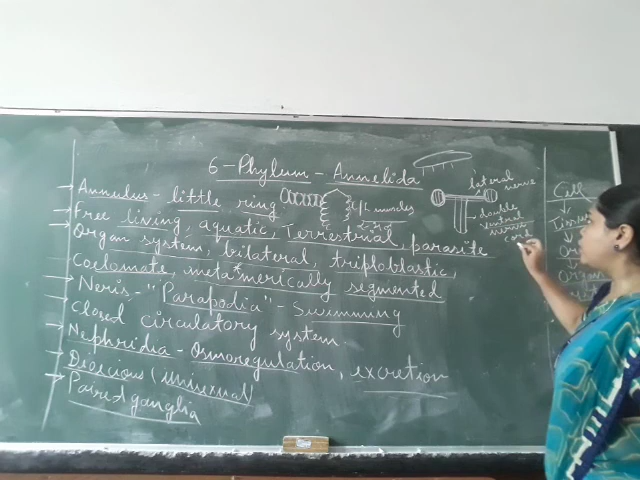 6-Phylum-Annelida
Annulus - little ring
Free living, aquatic, Terrestrial, parasite
Organ system, bilateral, triploblastic,
Coelomate, metamerically segmented
Neris - "Parapodia" - Swimming
Closed circulatory system.
Nephridia - Osmoregulation, excretion
Dioecious (unisexual)
Paired ganglia
C/L muscles
lateral
nerve
double
ventral
nerve
cord
Cell
Tissue
Organ